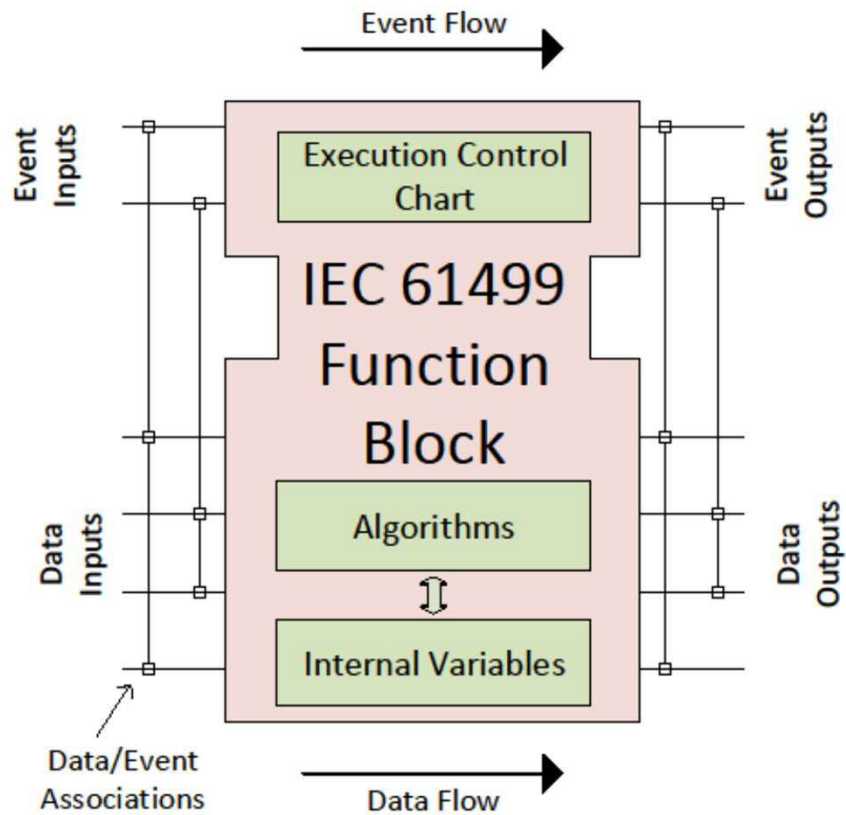 Event Flow
Event
Inputs
Execution Control
Chart
Event
Outputs
IEC 61499
Function
Block
Data
Inputs
Algorithms
Data
Outputs
Internal Variables
Data/Event
Associations
Data Flow